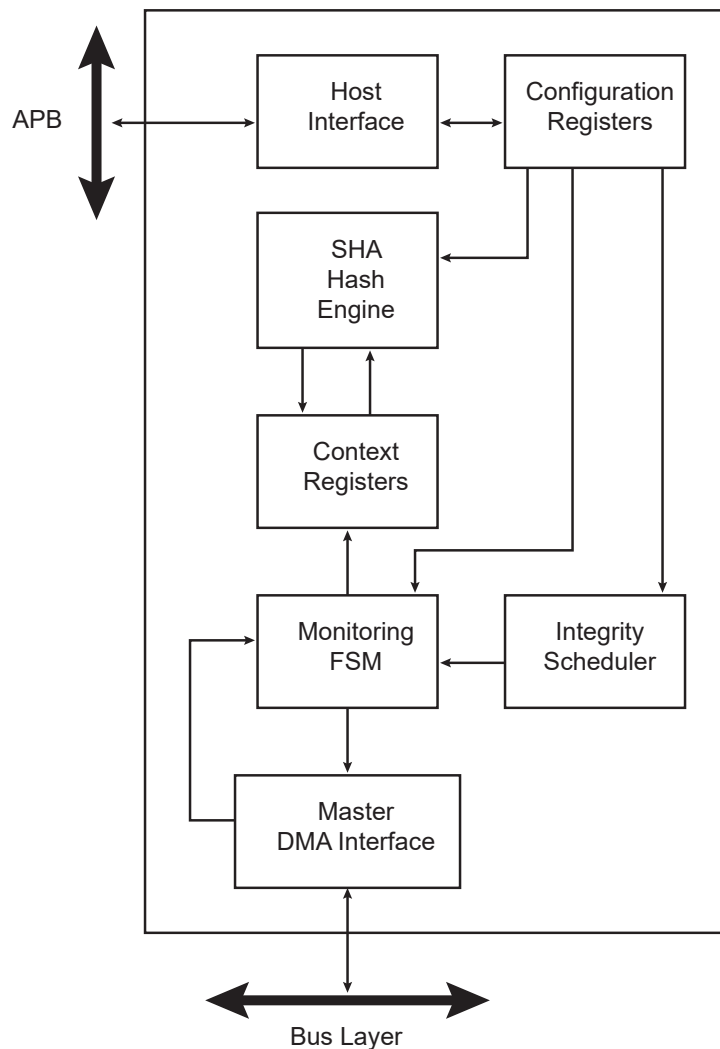 APB
Host
Interface
Configuration
Registers
SHA
Hash
Engine
Context
Registers
Monitoring
FSM
Integrity
Scheduler
Master
DMA Interface
Bus Layer